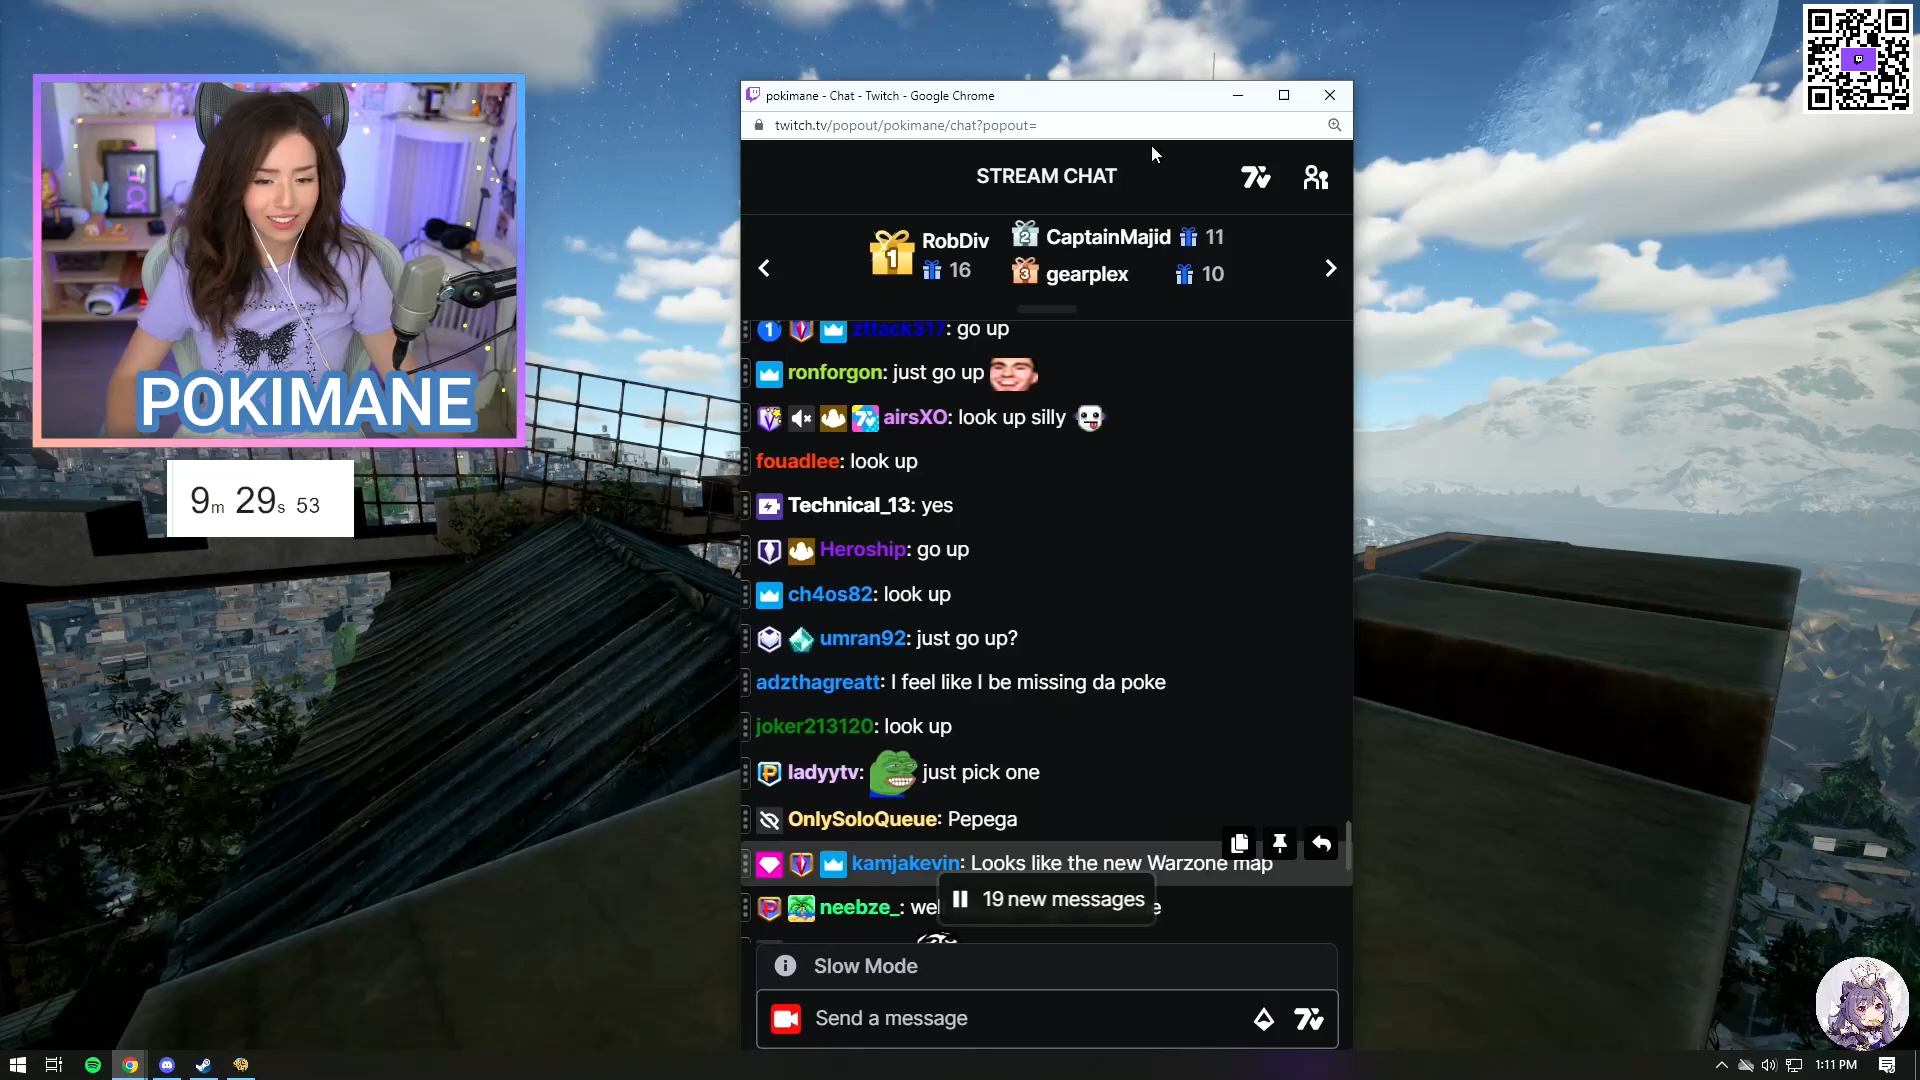 pokimane - Chat - Twitch - Google Chrome
twitch.tv/popout/pokimane/chat?popout=
STREAM CHAT
1 RobDiv 16
2 CaptainMajid 11
3 gearplex 10
POKIMANE
9m 29s 53
zttack317: go up
ronforgon: just go up
airsXO: look up silly
fouadlee: look up
Technical_13: yes
Heroship: go up
ch4os82: look up
umran92: just go up?
adzthagreatt: I feel like I be missing da poke
joker213120: look up
ladyytv: just pick one
OnlySoloQueue: Pepega
kamjakevin: Looks like the new Warzone map
neebze_:
19 new messages
Slow Mode
Send a message
1:11 PM